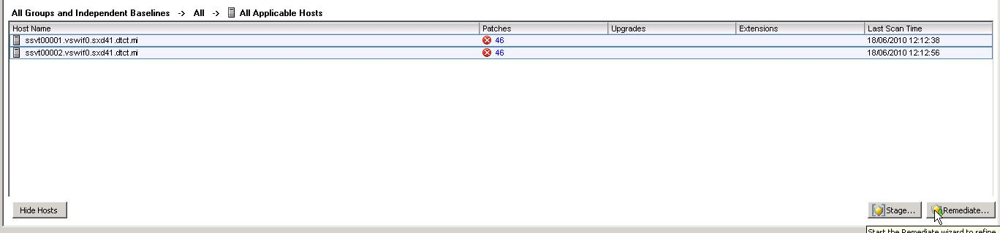 All Groups and Independent Baselines -> All -> All Applicable Hosts
Host Name Patches Upgrades Extensions Last Scan Time
ssvt00001.vswif0.sxd41.dtct.mi 46 18/06/2010 12:12:38
ssvt00002.vswif0.sxd41.dtct.mi 46 18/06/2010 12:12:56
Hide Hosts Stage... Remediate...
Start the Remediate wizard to refine